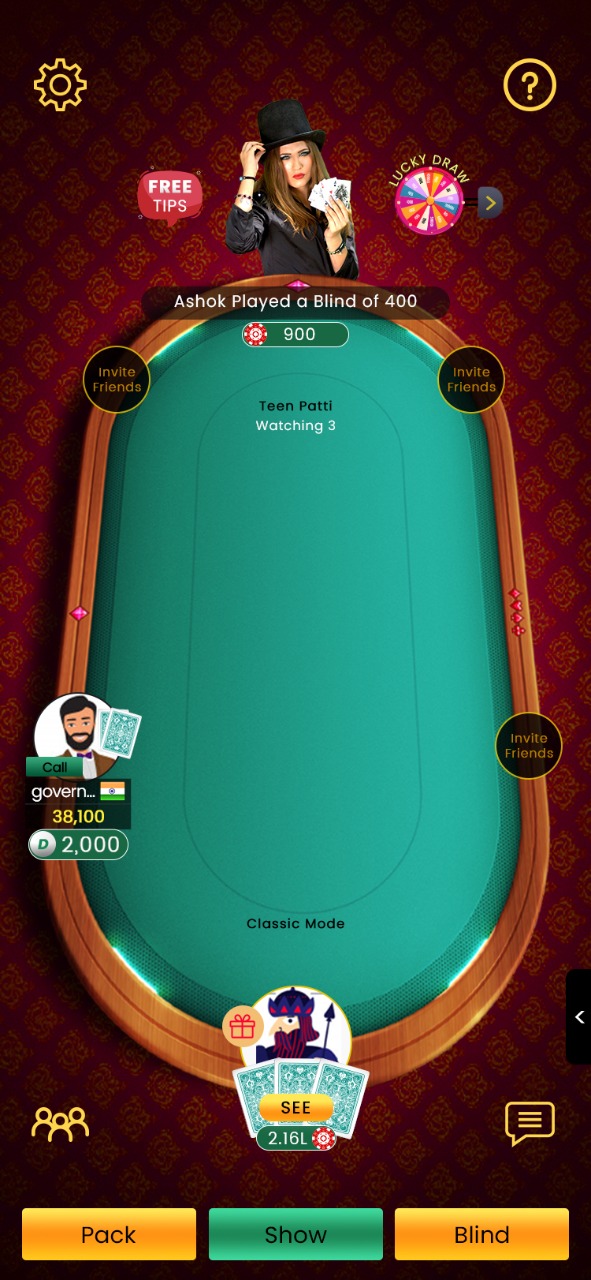 FREE
TIPS
LUCKY DRAW
Ashok Played a Blind of 400
900
Invite
Friends
Invite
Friends
Teen Patti
Watching 3
Call
govern...
38,100
D 2,000
Invite
Friends
Classic Mode
SEE
2.16L
Pack
Show
Blind